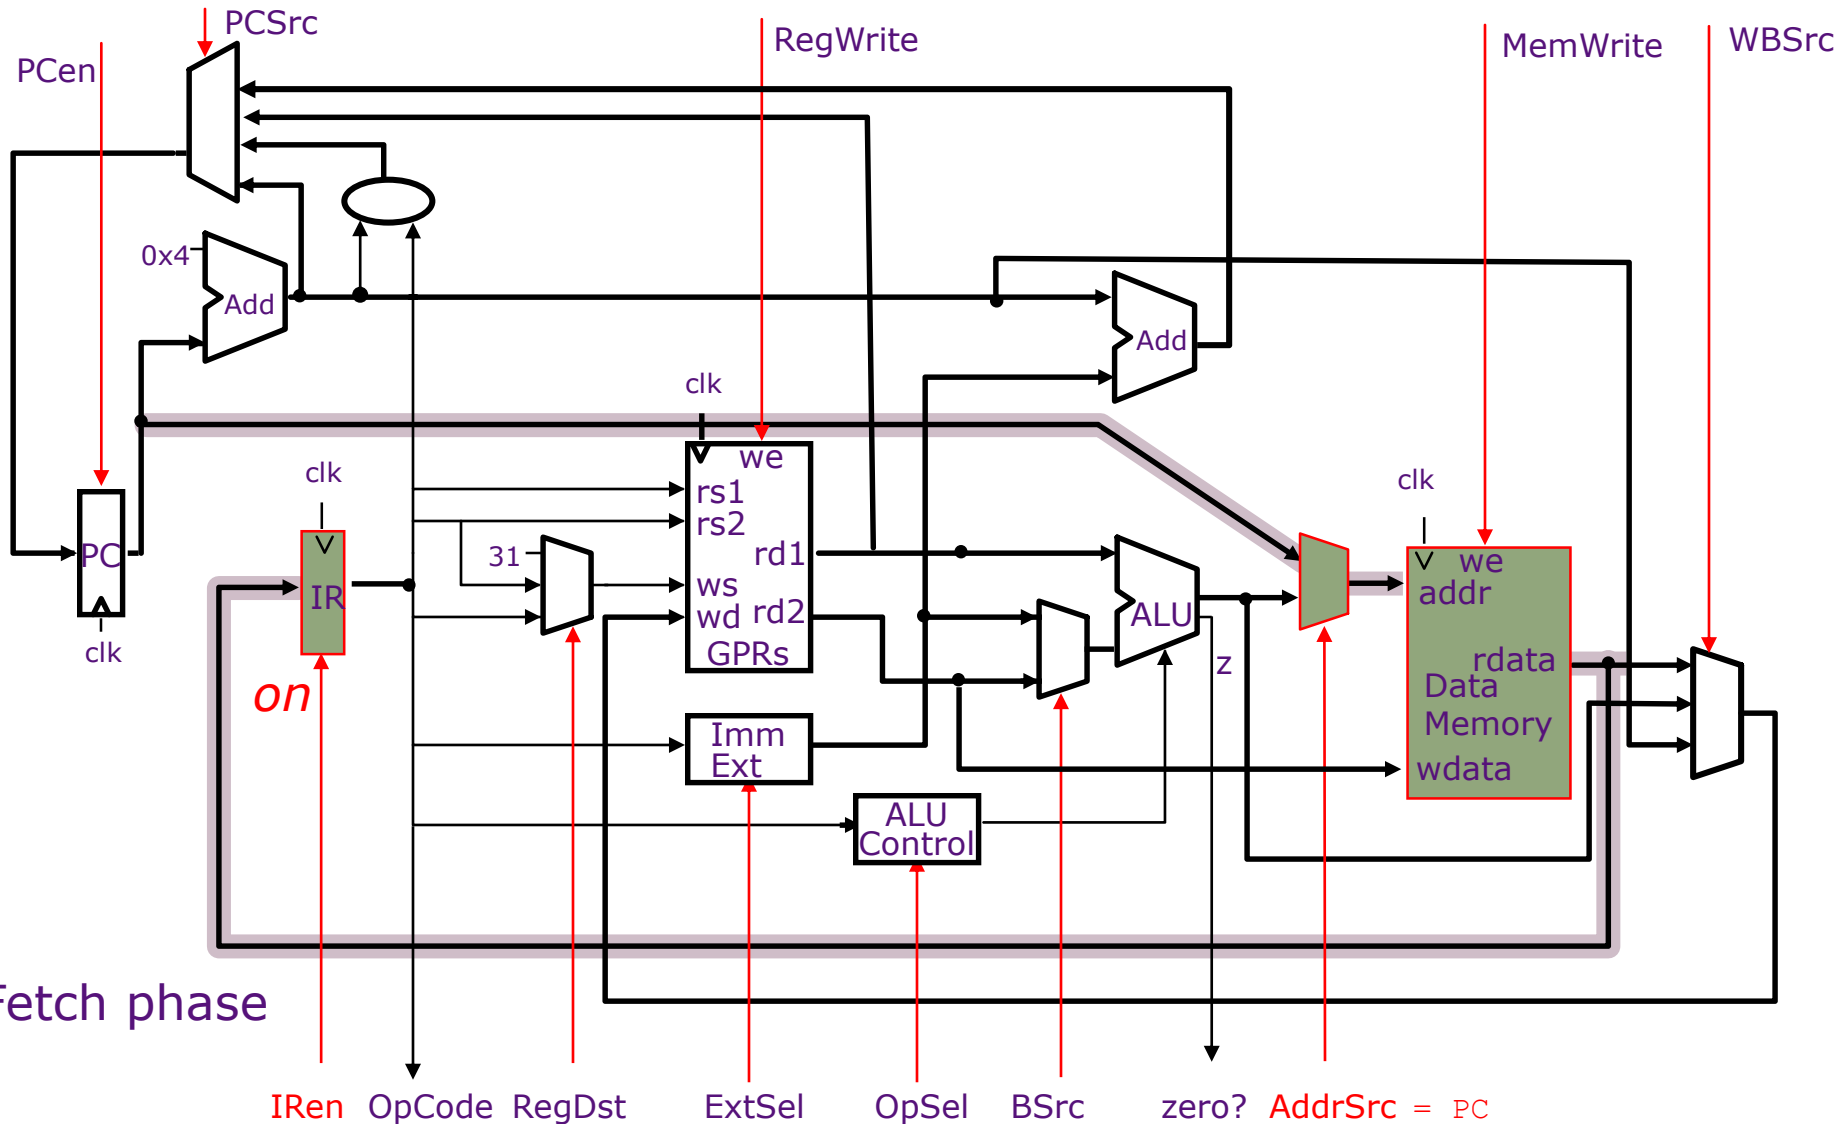 PCSrc
PCen
RegWrite
MemWrite
WBSrc
0x4
Add
Add
clk
clk
clk
we
rs1
rs2
rd1
31
ws
wd
rd2
GPRs
PC
clk
IR
on
ALU
z
we
addr
rdata
Data
Memory
wdata
Imm
Ext
ALU
Control
Fetch phase
IRen
OpCode
RegDst
ExtSel
OpSel
BSrc
zero?
AddrSrc = PC